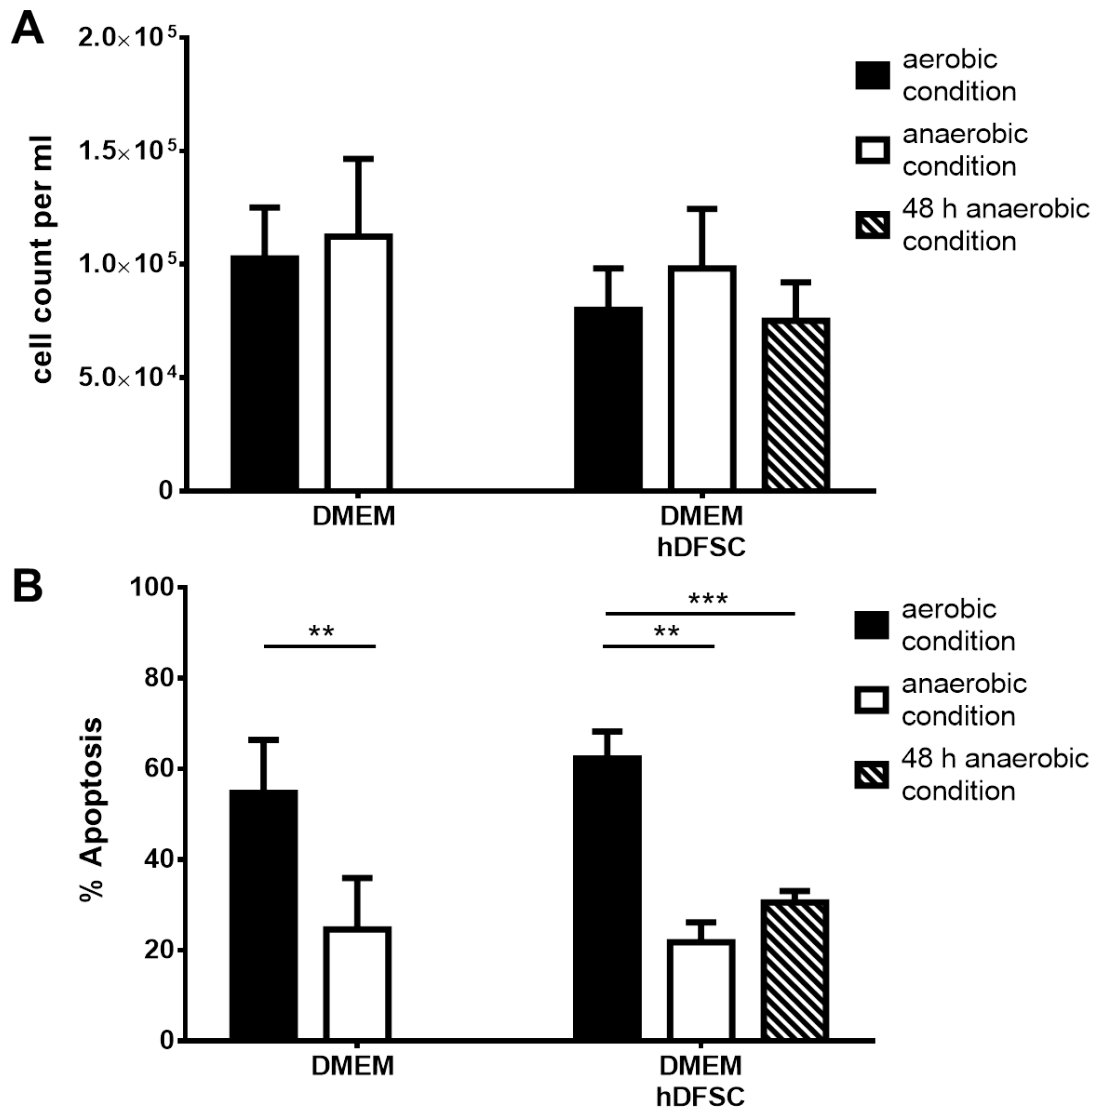 A
2.0×10⁵
1.5×10⁵
1.0×10⁵
5.0×10⁴
0
cell count per ml
aerobic
condition
anaerobic
condition
48 h anaerobic
condition
DMEM
DMEM
hDFSC
B
100
80
60
40
20
0
% Apoptosis
**
***
**
aerobic
condition
anaerobic
condition
48 h anaerobic
condition
DMEM
DMEM
hDFSC